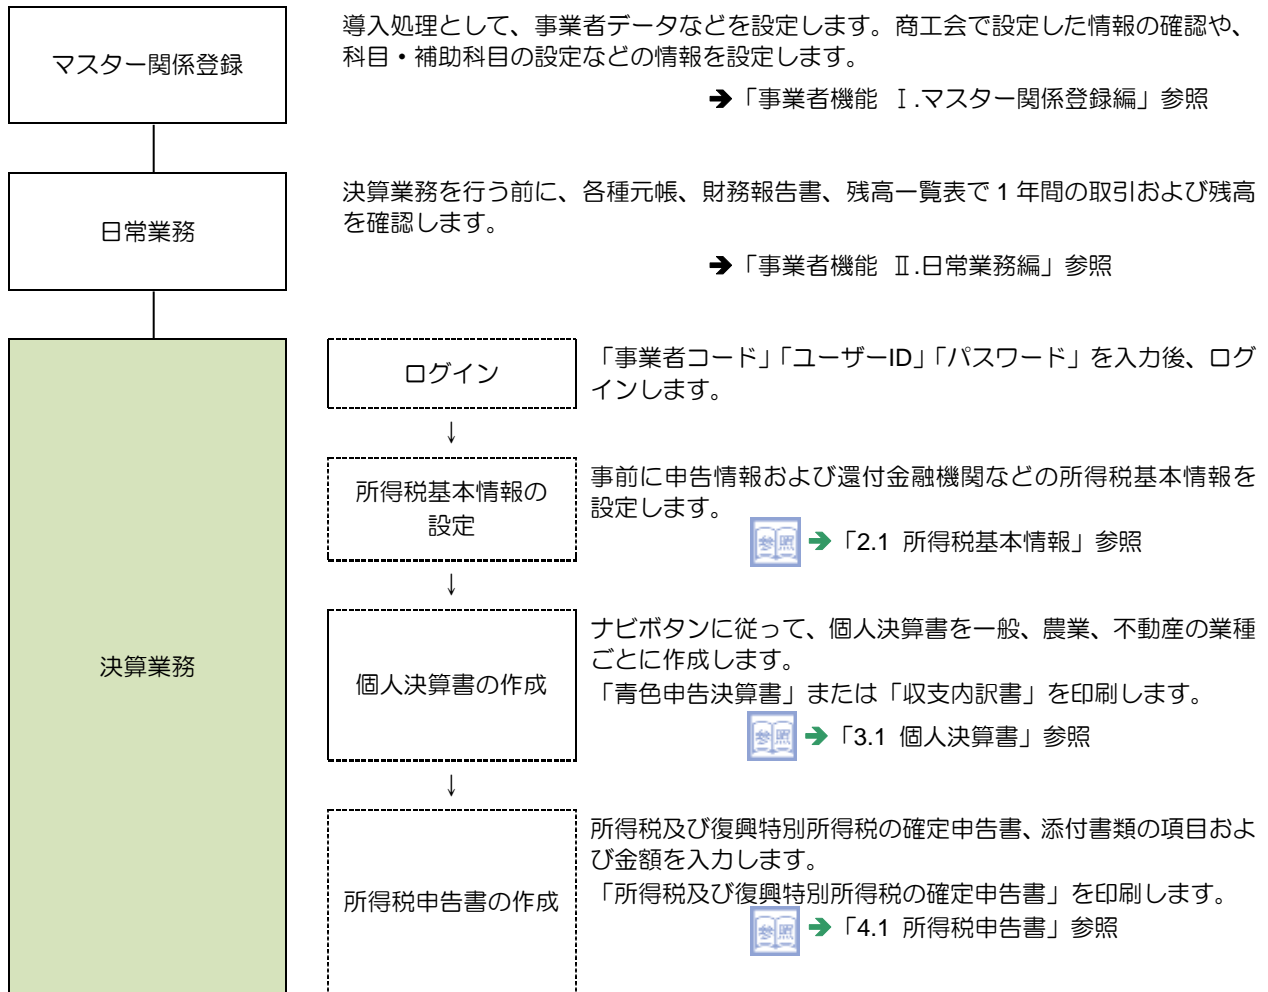 マスター関係登録
導入処理として、事業者データなどを設定します。商工会で設定した情報の確認や、
科目・補助科目の設定などの情報を設定します。
➔「事業者機能 Ⅰ.マスター関係登録編」参照
日常業務
決算業務を行う前に、各種元帳、財務報告書、残高一覧表で 1 年間の取引および残高
を確認します。
➔「事業者機能 Ⅱ.日常業務編」参照
決算業務
ログイン
「事業者コード」「ユーザーID」「パスワード」を入力後、ログ
インします。
↓
所得税基本情報の
設定
事前に申告情報および還付金融機関などの所得税基本情報を
設定します。
参照 ➔「2.1 所得税基本情報」参照
↓
個人決算書の作成
ナビボタンに従って、個人決算書を一般、農業、不動産の業種
ごとに作成します。
「青色申告決算書」または「収支内訳書」を印刷します。
参照 ➔「3.1 個人決算書」参照
↓
所得税申告書の作成
所得税及び復興特別所得税の確定申告書、添付書類の項目およ
び金額を入力します。
「所得税及び復興特別所得税の確定申告書」を印刷します。
参照 ➔「4.1 所得税申告書」参照